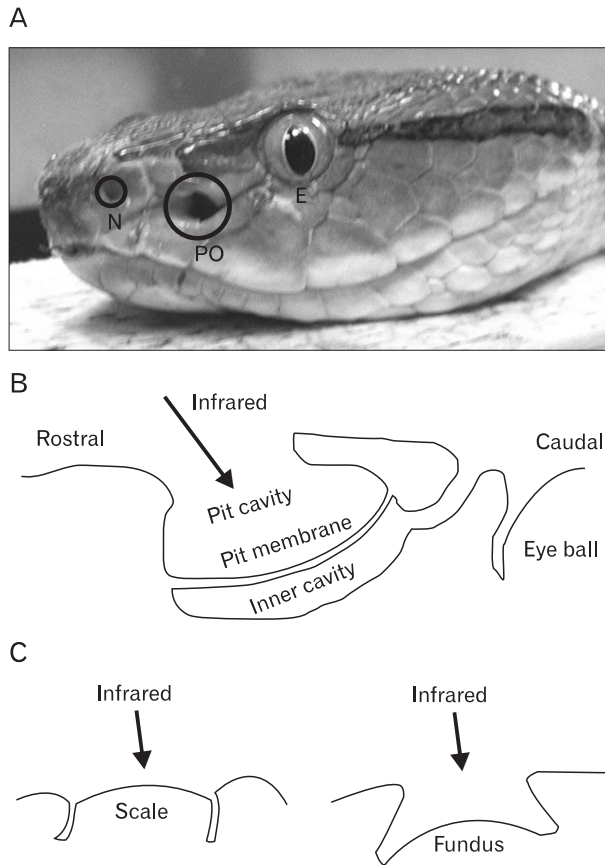 A
N
PO
E
B
Infrared
Rostral
Caudal
Pit cavity
Pit membrane
Inner cavity
Eye ball
C
Infrared
Infrared
Scale
Fundus